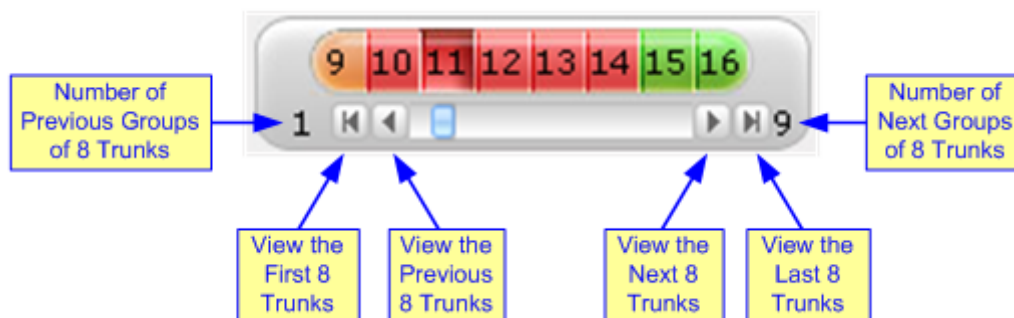 9 10 11 12 13 14 15 16
Number of
Previous Groups
of 8 Trunks
1
9
Number of
Next Groups
of 8 Trunks
View the
First 8
Trunks
View the
Previous
8 Trunks
View the
Next 8
Trunks
View the
Last 8
Trunks